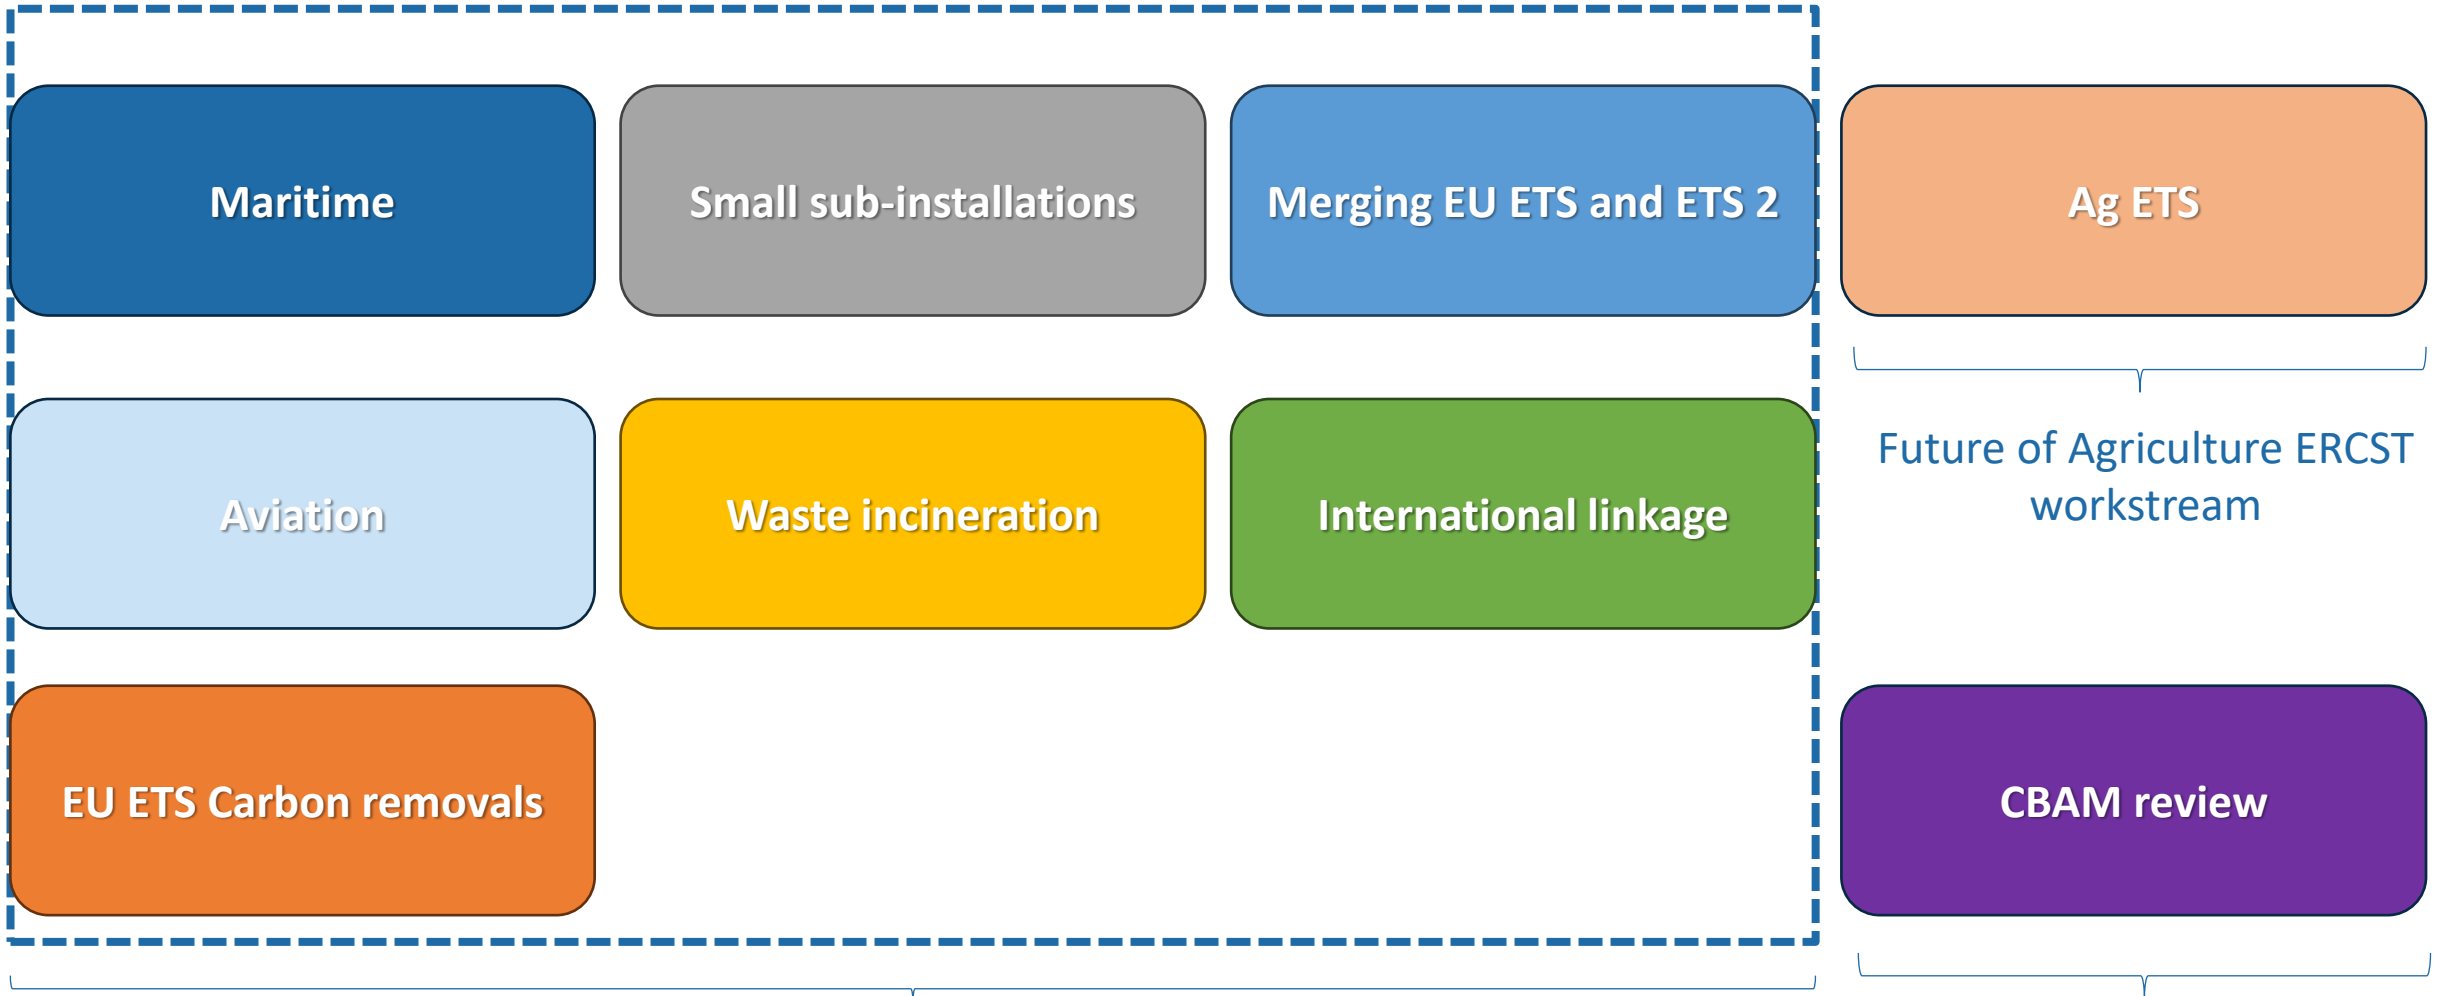 Maritime
Small sub-installations
Merging EU ETS and ETS 2
Ag ETS
Aviation
Waste incineration
International linkage
Future of Agriculture ERCST
workstream
EU ETS Carbon removals
CBAM review